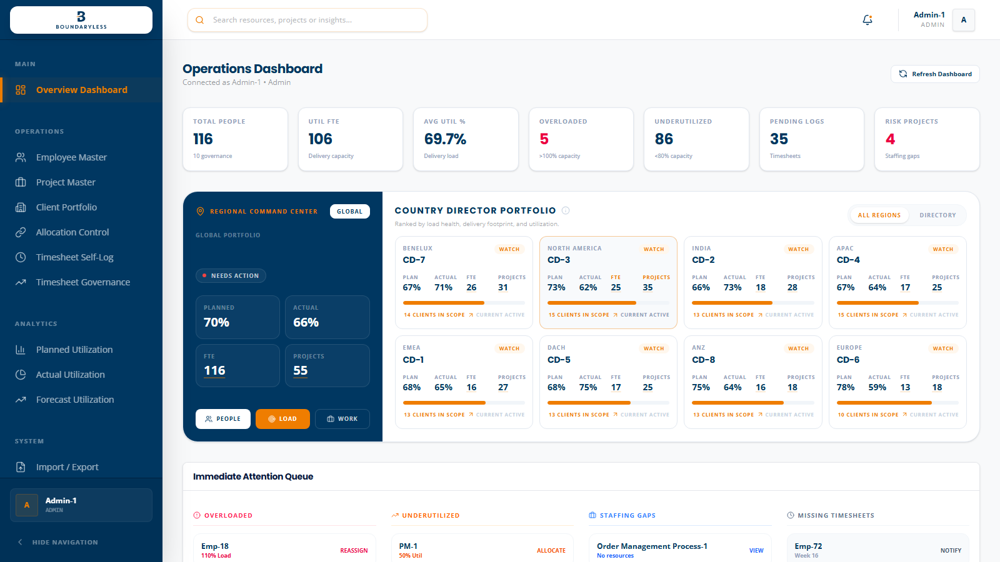 B
BOUNDARYLESS
MAIN
Overview Dashboard
OPERATIONS
Employee Master
Project Master
Client Portfolio
Allocation Control
Timesheet Self-Log
Timesheet Governance
ANALYTICS
Planned Utilization
Actual Utilization
Forecast Utilization
SYSTEM
Import / Export
A
Admin-1
ADMIN
HIDE NAVIGATION
Search resources, projects or insights...
Admin-1
ADMIN
A
Operations Dashboard
Connected as Admin-1 • Admin
Refresh Dashboard
TOTAL PEOPLE
116
10 governance
UTIL FTE
106
Delivery capacity
AVG UTIL %
69.7%
Delivery load
OVERLOADED
5
>100% capacity
UNDERUTILIZED
86
<80% capacity
PENDING LOGS
35
Timesheets
RISK PROJECTS
4
Staffing gaps
REGIONAL COMMAND CENTER
GLOBAL
GLOBAL PORTFOLIO
NEEDS ACTION
PLANNED
70%
ACTUAL
66%
FTE
116
PROJECTS
55
PEOPLE
LOAD
WORK
COUNTRY DIRECTOR PORTFOLIO
Ranked by load health, delivery footprint, and utilization.
ALL REGIONS
DIRECTORY
BENELUX
WATCH
CD-7
PLAN ACTUAL FTE PROJECTS
67% 71% 26 31
14 CLIENTS IN SCOPE CURRENT ACTIVE
NORTH AMERICA
WATCH
CD-3
PLAN ACTUAL FTE PROJECTS
73% 62% 25 35
15 CLIENTS IN SCOPE CURRENT ACTIVE
INDIA
WATCH
CD-2
PLAN ACTUAL FTE PROJECTS
66% 73% 18 28
13 CLIENTS IN SCOPE CURRENT ACTIVE
APAC
WATCH
CD-4
PLAN ACTUAL FTE PROJECTS
67% 64% 17 25
15 CLIENTS IN SCOPE CURRENT ACTIVE
EMEA
WATCH
CD-1
PLAN ACTUAL FTE PROJECTS
68% 65% 16 27
13 CLIENTS IN SCOPE CURRENT ACTIVE
DACH
WATCH
CD-5
PLAN ACTUAL FTE PROJECTS
68% 75% 17 25
13 CLIENTS IN SCOPE CURRENT ACTIVE
ANZ
WATCH
CD-8
PLAN ACTUAL FTE PROJECTS
75% 64% 16 18
13 CLIENTS IN SCOPE CURRENT ACTIVE
EUROPE
WATCH
CD-6
PLAN ACTUAL FTE PROJECTS
78% 59% 13 18
10 CLIENTS IN SCOPE CURRENT ACTIVE
Immediate Attention Queue
OVERLOADED
Emp-18
110% Load
REASSIGN
UNDERUTILIZED
PM-1
50% Util
ALLOCATE
STAFFING GAPS
Order Management Process-1
No resources
VIEW
MISSING TIMESHEETS
Emp-72
Week 16
NOTIFY